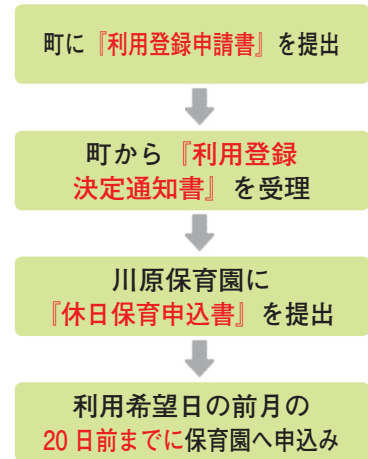 町に『利用登録申請書』を提出
町から『利用登録
決定通知書』を受理
川原保育園に
『休日保育申込書』を提出
利用希望日の前月の
20日前までに保育園へ申込み